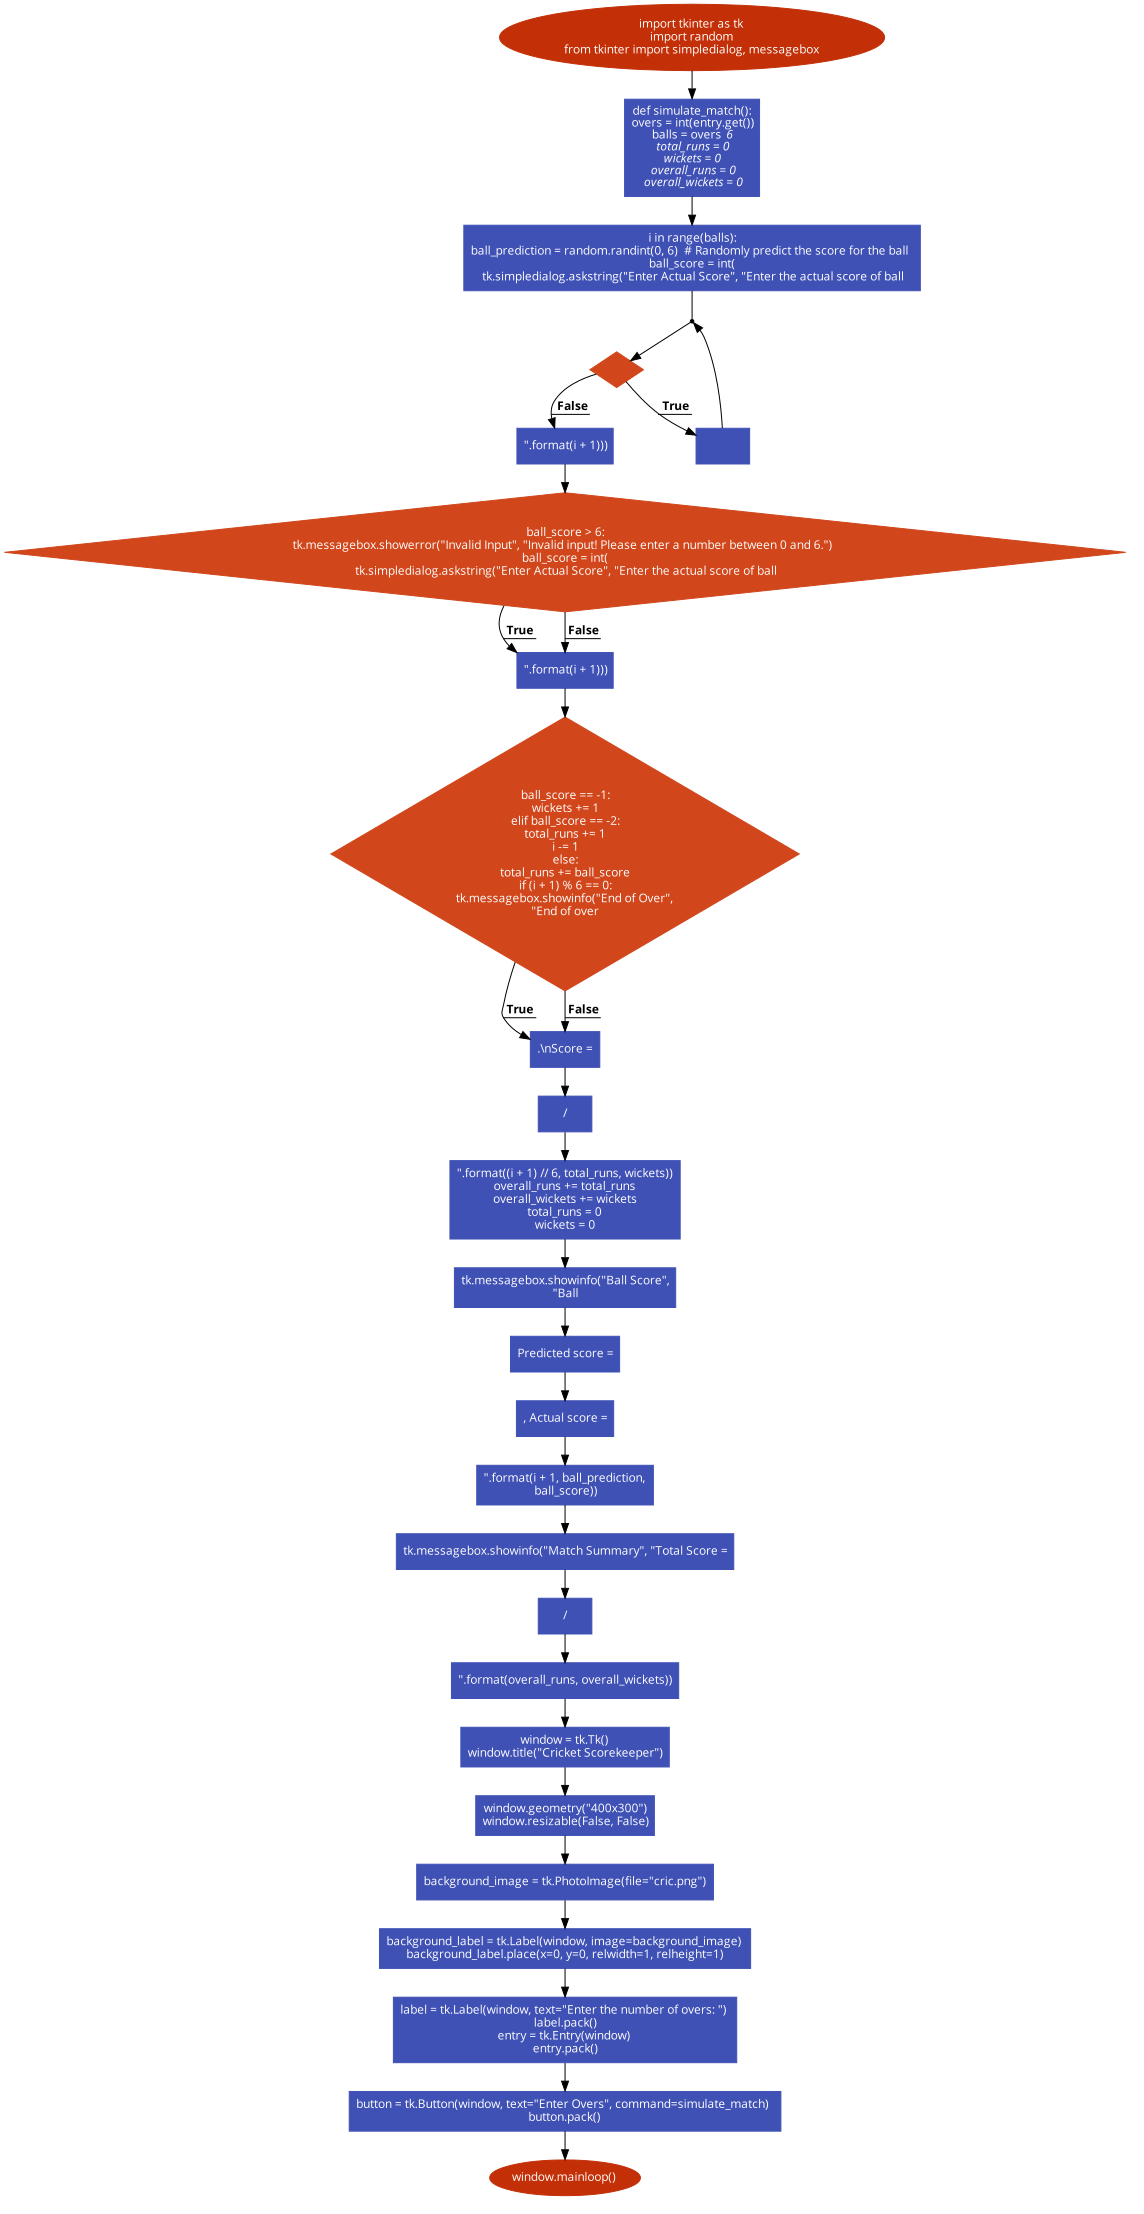 import tkinter as tk
import random
from tkinter import simpledialog, messagebox
def simulate_match():
overs = int(entry.get())
balls = overs 6
total_runs = 0
wickets = 0
overall_runs = 0
overall_wickets = 0
i in range(balls):
ball_prediction = random.randint(0, 6) # Randomly predict the score for the ball
ball_score = int(
tk.simpledialog.askstring("Enter Actual Score", "Enter the actual score of ball
False
True
".format(i + 1)))
ball_score > 6:
tk.messagebox.showerror("Invalid Input", "Invalid input! Please enter a number between 0 and 6.")
ball_score = int(
tk.simpledialog.askstring("Enter Actual Score", "Enter the actual score of ball
True
False
".format(i + 1)))
ball_score == -1:
wickets += 1
elif ball_score == -2:
total_runs += 1
i -= 1
else:
total_runs += ball_score
if (i + 1) % 6 == 0:
tk.messagebox.showinfo("End of Over",
"End of over
True
False
.\nScore =
/
".format((i + 1) // 6, total_runs, wickets))
overall_runs += total_runs
overall_wickets += wickets
total_runs = 0
wickets = 0
tk.messagebox.showinfo("Ball Score",
"Ball
Predicted score =
, Actual score =
".format(i + 1, ball_prediction,
ball_score))
tk.messagebox.showinfo("Match Summary", "Total Score =
/
".format(overall_runs, overall_wickets))
window = tk.Tk()
window.title("Cricket Scorekeeper")
window.geometry("400x300")
window.resizable(False, False)
background_image = tk.PhotoImage(file="cric.png")
background_label = tk.Label(window, image=background_image)
background_label.place(x=0, y=0, relwidth=1, relheight=1)
label = tk.Label(window, text="Enter the number of overs: ")
label.pack()
entry = tk.Entry(window)
entry.pack()
button = tk.Button(window, text="Enter Overs", command=simulate_match)
button.pack()
window.mainloop()